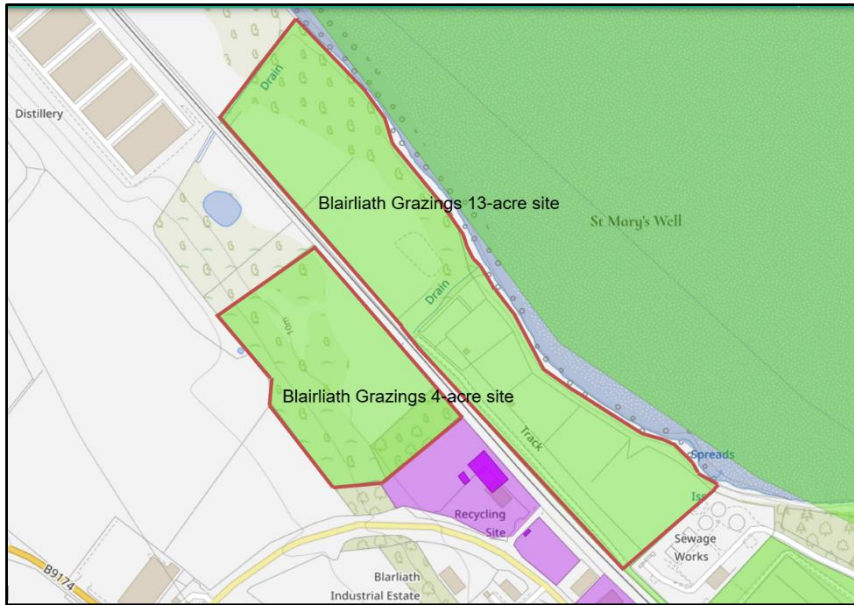 Drain
Distillery
Blairliath Grazings 13-acre site
St Mary's Well
Drain
10m
Blairliath Grazings 4-acre site
Track
Spreads
Recycling
Site
Sewage
Works
B9174
Blarliath
Industrial Estate